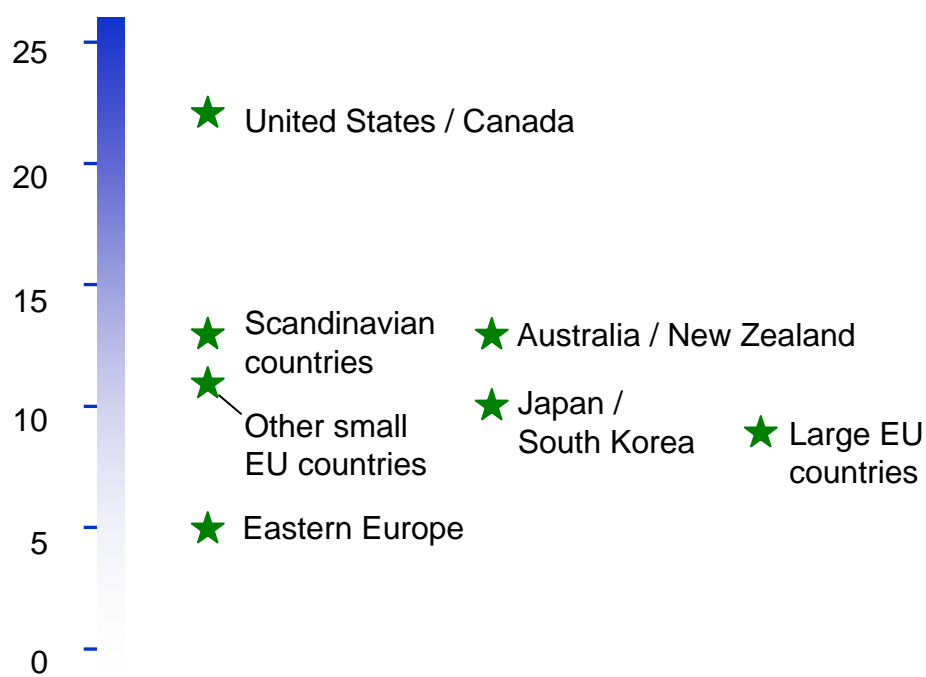 25
United States / Canada
20
15
Scandinavian
countries
Australia / New Zealand
10
Other small
EU countries
Japan /
South Korea
Large EU
countries
5
Eastern Europe
0